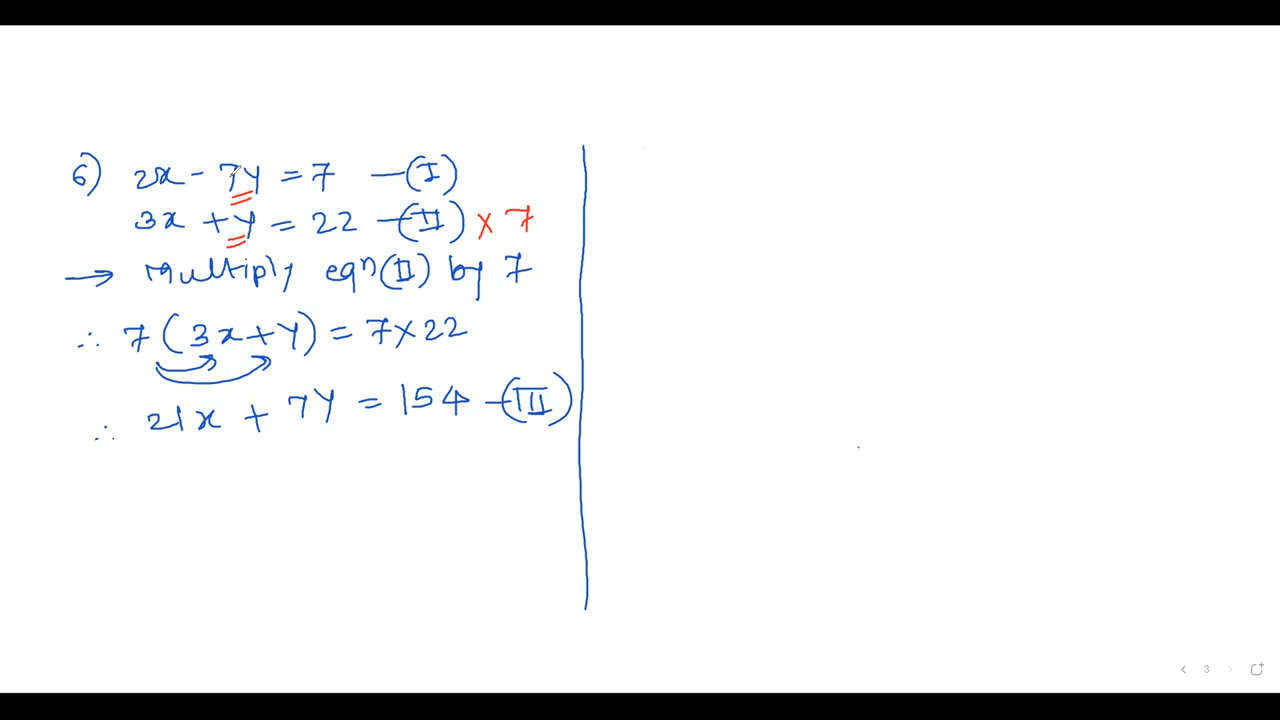 6) 2x - 7y = 7 —(I)
3x + y = 22 —(II) × 7
→ Multiply eqn(II) by 7
∴ 7(3x+y) = 7×22
∴ 21x + 7y = 154 —(III)
3